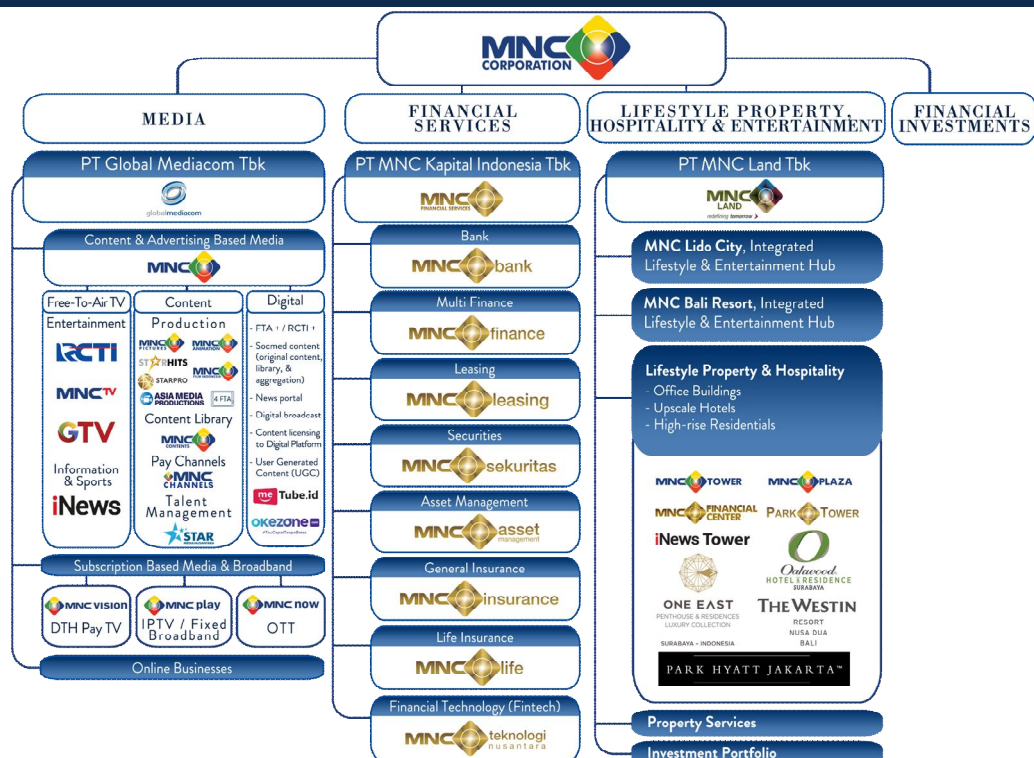 MNC
CORPORATION
MEDIA
FINANCIAL
SERVICES
LIFESTYLE PROPERTY,
HOSPITALITY & ENTERTAINMENT
FINANCIAL
INVESTMENTS
PT Global Mediacom Tbk
globalmediacom
Content & Advertising Based Media
MNC
Free-To-Air TV
Entertainment
RCTI
MNCTV
GTV
Information
& Sports
iNews
Content
Production
MNC
PICTURES
MNC
ANIMATION
STARHITS
MNC
FILM INDONESIA
STARPRO
ASIA MEDIA
PRODUCTIONS
4 FTA
Content Library
MNC
CONTENTS
Pay Channels
MNC
CHANNELS
Talent
Management
STAR
MEDIA NUSANTARA
Digital
- FTA + / RCTI +
- Socmed content
(original content,
library, &
aggregation)
- News portal
- Digital broadcast
- Content licensing
to Digital Platform
- User Generated
Content (UGC)
me Tube.id
okezone
Subscription Based Media & Broadband
MNC VISION
DTH Pay TV
MNC play
IPTV / Fixed
Broadband
MNC now
OTT
Online Businesses
PT MNC Kapital Indonesia Tbk
MNC
FINANCIAL SERVICES
Bank
MNC bank
Multi Finance
MNC finance
Leasing
MNC leasing
Securities
MNC sekuritas
Asset Management
MNC asset
management
General Insurance
MNC insurance
Life Insurance
MNC life
Financial Technology (Fintech)
MNC teknologi
nusantara
PT MNC Land Tbk
MNC
LAND
redefining tomorrow >
MNC Lido City, Integrated
Lifestyle & Entertainment Hub
MNC Bali Resort, Integrated
Lifestyle & Entertainment Hub
Lifestyle Property & Hospitality
- Office Buildings
- Upscale Hotels
- High-rise Residentials
MNC TOWER
MNC PLAZA
MNC FINANCIAL
CENTER
PARK TOWER
iNews Tower
Oakwood
HOTEL & RESIDENCE
SURABAYA
ONE EAST
PENTHOUSE & RESIDENCES
LUXURY COLLECTION
SURABAYA - INDONESIA
THE WESTIN
RESORT
NUSA DUA
BALI
PARK HYATT JAKARTA™
Property Services
Investment Portfolio